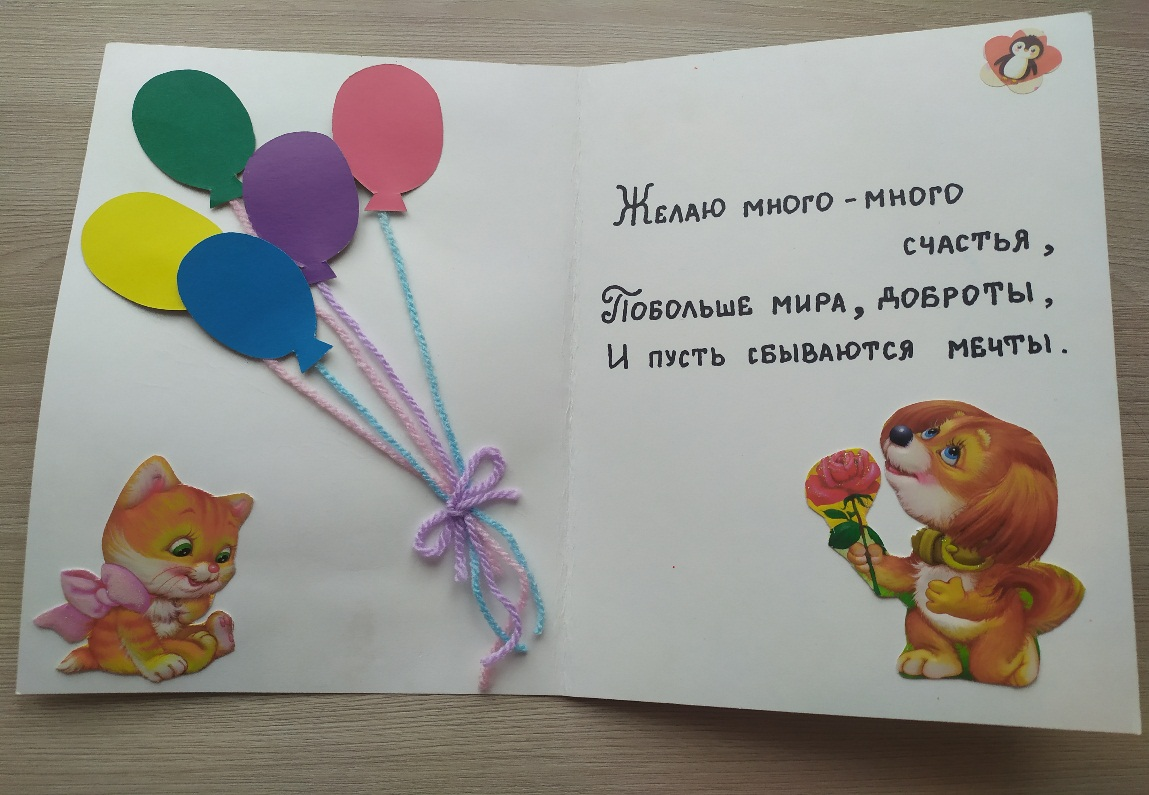 Желаю много-много
счастья,
Побольше мира, доброты,
И пусть сбываются мечты.